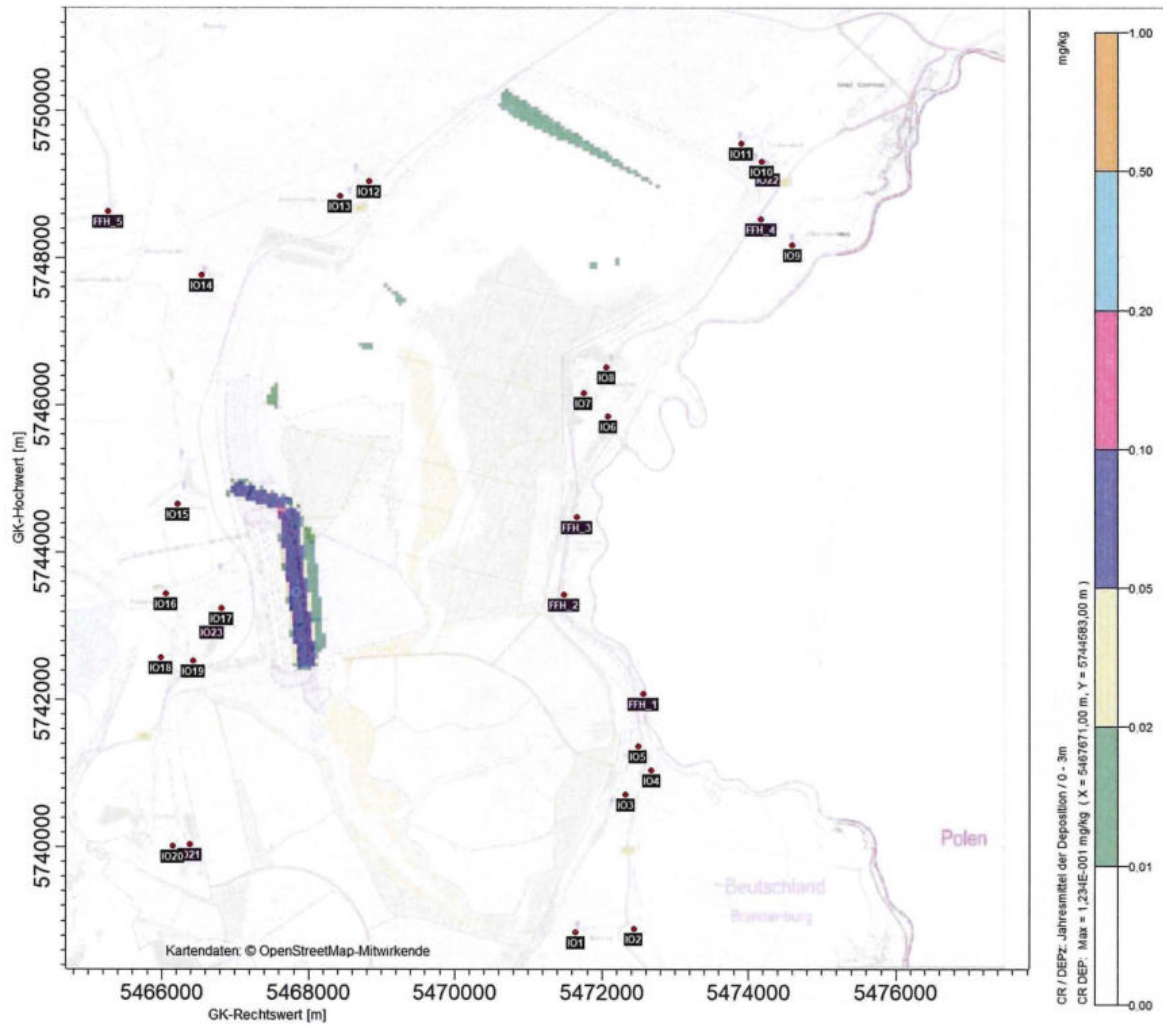 mg/kg
1.00
0.50
0.20
0,10
0.05
0,02
0,01
0.00
CR / DEPz: Jahresmittel der Deposition / 0 - 3m
CR DEP: Max = 1,234E-001 mg/kg ( X = 5467671,00 m, Y = 5744583,00 m )
GK-Hochwert [m]
5750000
5748000
5746000
5744000
5742000
5740000
IO11
IO10
IO22
IO12
IO13
FFH_5
FFH_4
IO9
IO14
IO8
IO7
IO6
IO15
FFH_3
IO16
FFH_2
IO17
IO23
IO18
IO19
FFH_1
IO5
IO4
IO3
IO20
IO21
Polen
Deutschland
Brandenburg
IO1
IO2
Kartendaten: © OpenStreetMap-Mitwirkende
5466000
5468000
5470000
5472000
5474000
5476000
GK-Rechtswert [m]